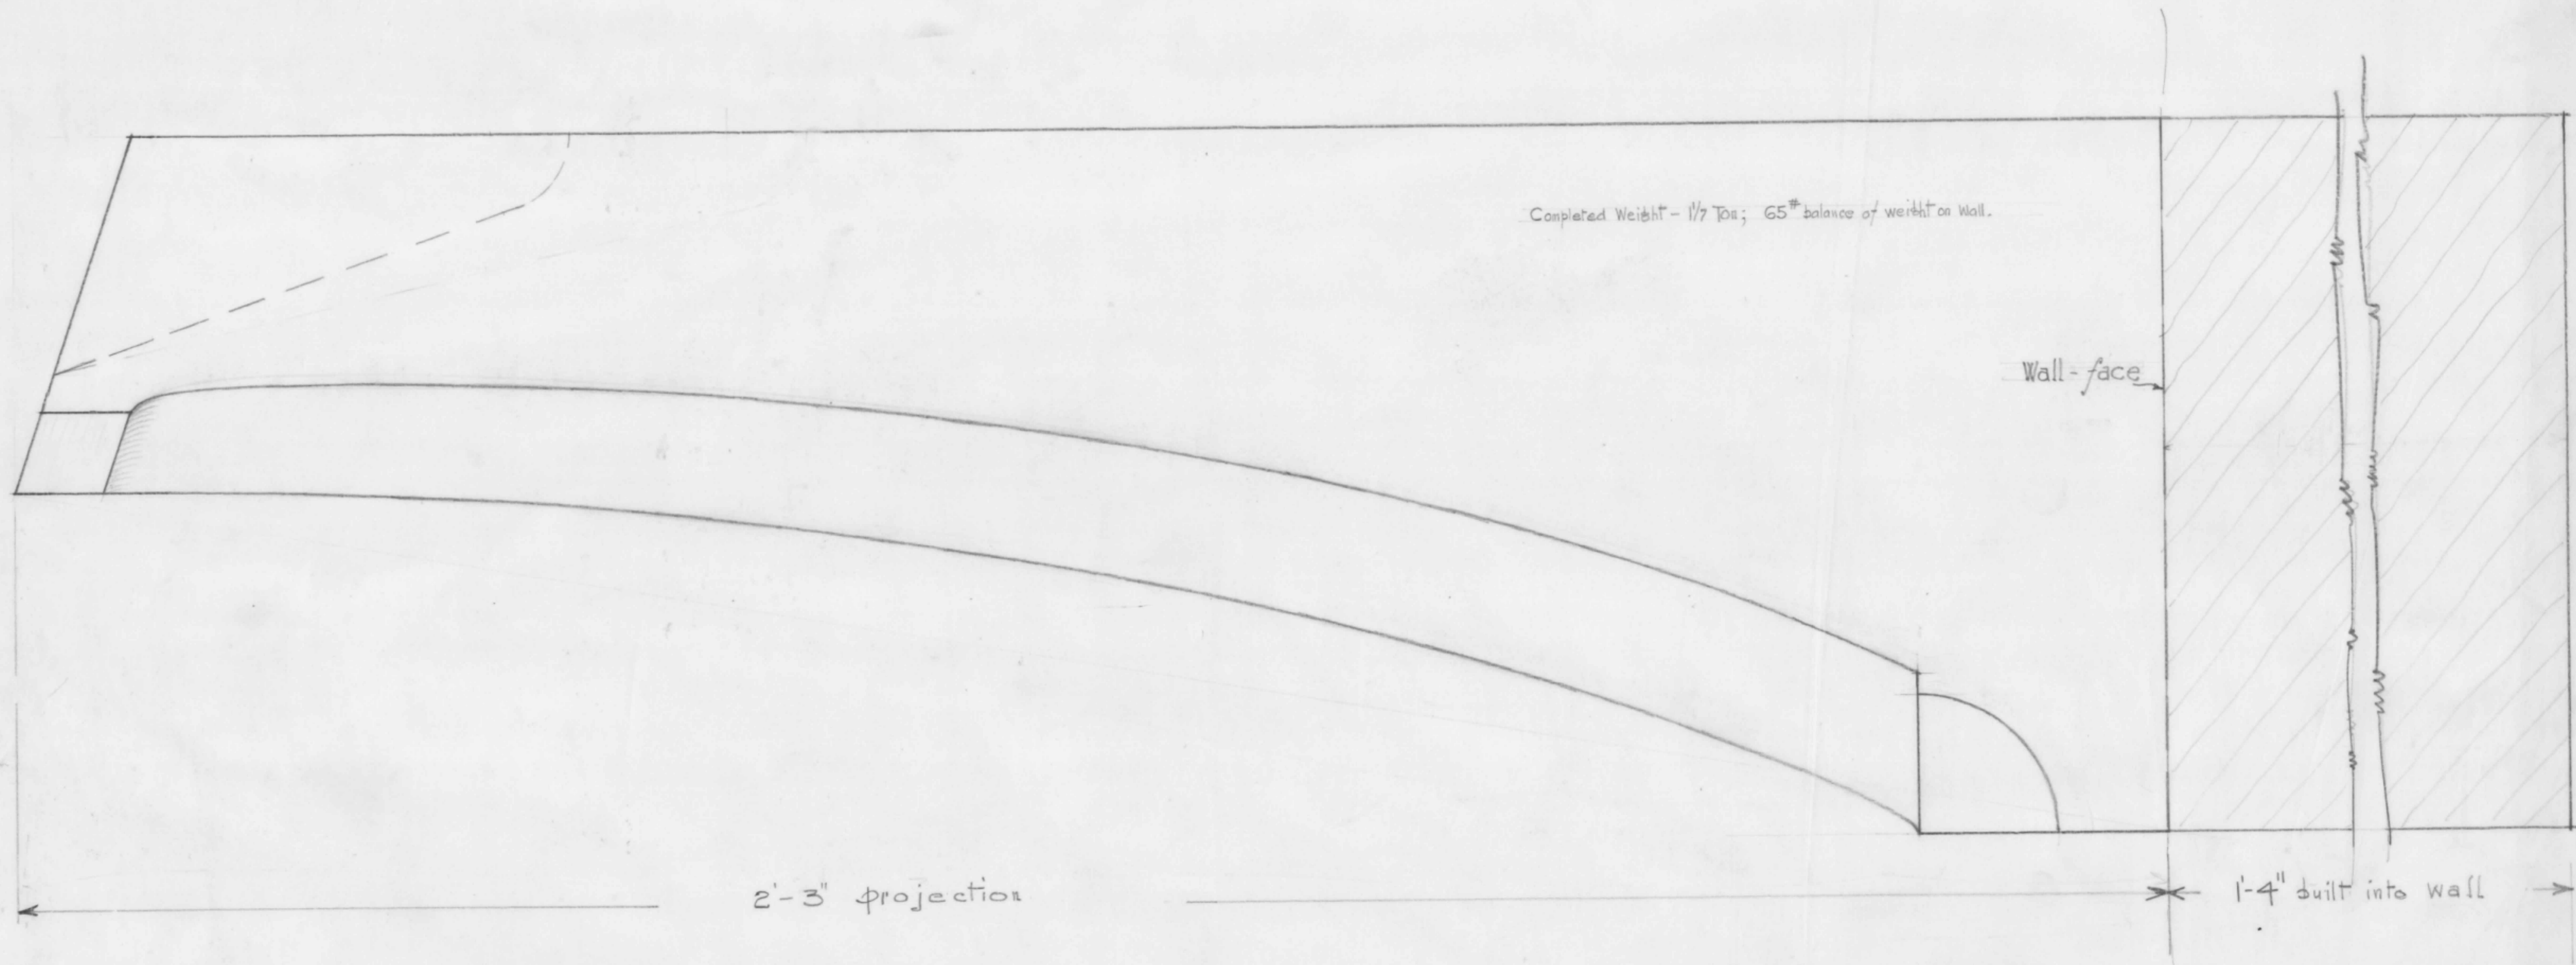 Completed Weight - 1 1/7 Ton; 65# balance of weight on Wall.
Wall-face
2'-3" projection
1'-4" built into wall